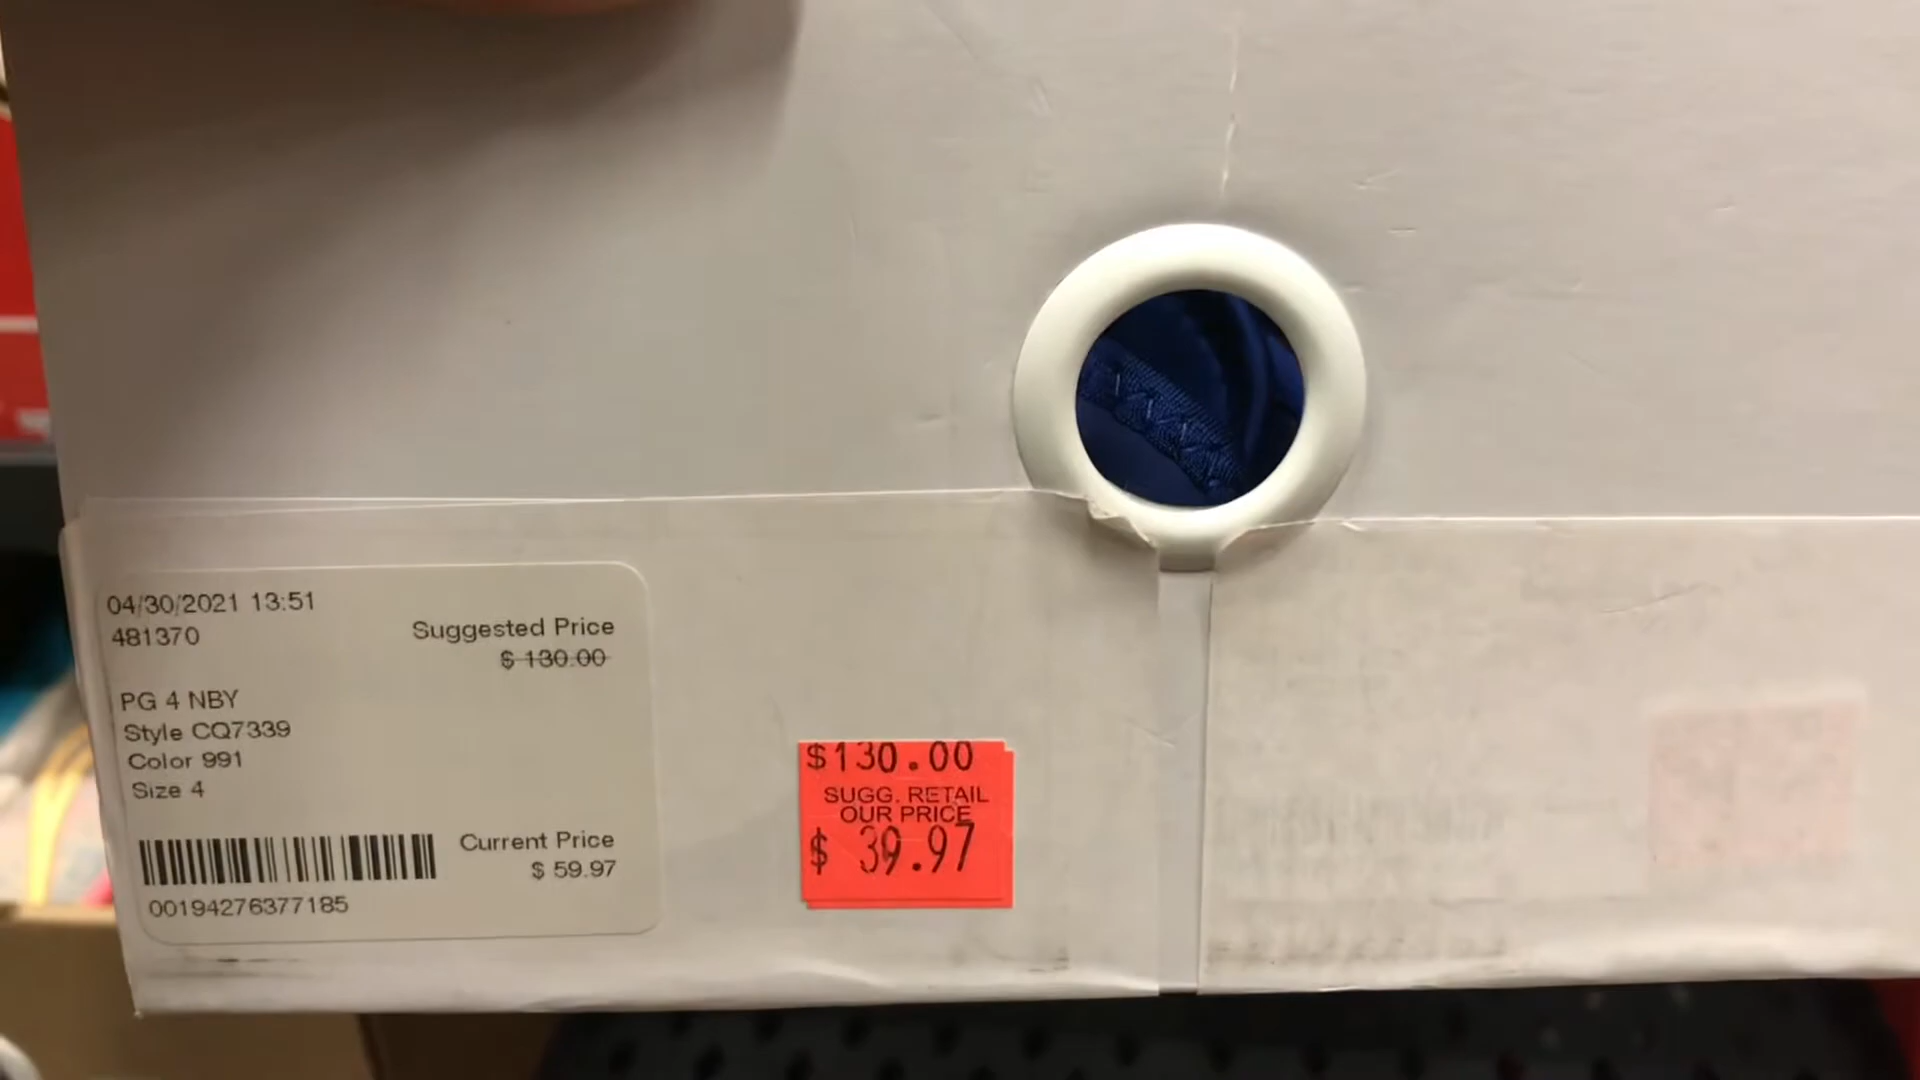 04/30/2021 13:51
481370
Suggested Price
$ 130.00
PG 4 NBY
Style CQ7339
Color 991
Size 4
Current Price
$ 59.97
00194276377185
$130.00
SUGG. RETAIL
OUR PRICE
$ 39.97